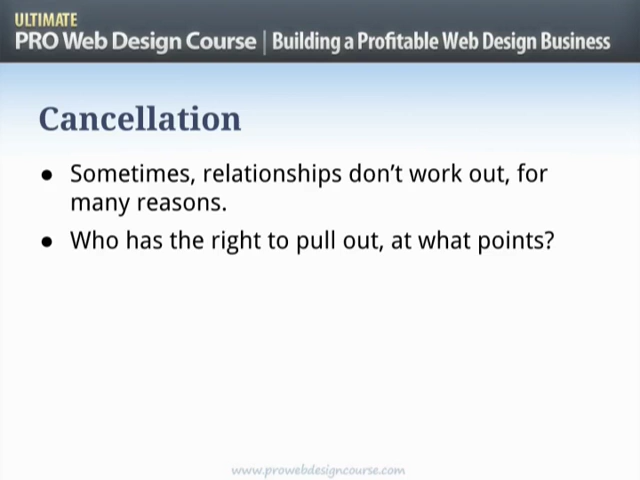 ULTIMATE
PRO Web Design Course | Building a Profitable Web Design Business
Cancellation
● Sometimes, relationships don't work out, for
many reasons.
● Who has the right to pull out, at what points?
www.prowebdesigncourse.com